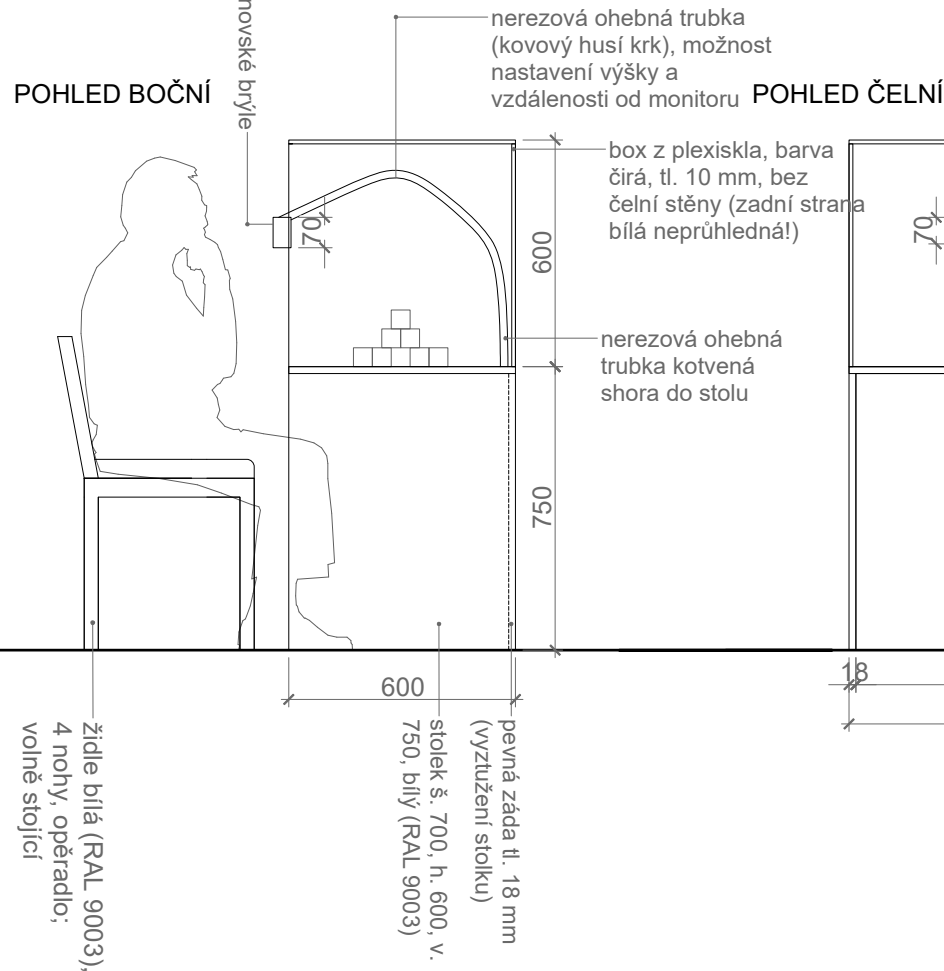 novské brýle
nerezová ohebná trubka
(kovový husí krk), možnost
nastavení výšky a
vzdálenosti od monitoru
POHLED BOČNÍ
POHLED ČELNÍ
box z plexiskla, barva
čirá, tl. 10 mm, bez
čelní stěny (zadní strana
bílá neprůhledná!)
70
70
600
nerezová ohebná
trubka kotvená
shora do stolu
750
600
18
židle bílá (RAL 9003),
4 nohy, opěradlo;
volně stojící
pevná záda tl. 18 mm
(vyztužení stolku)
stolek š. 700, h. 600, v.
750, bílý (RAL 9003)